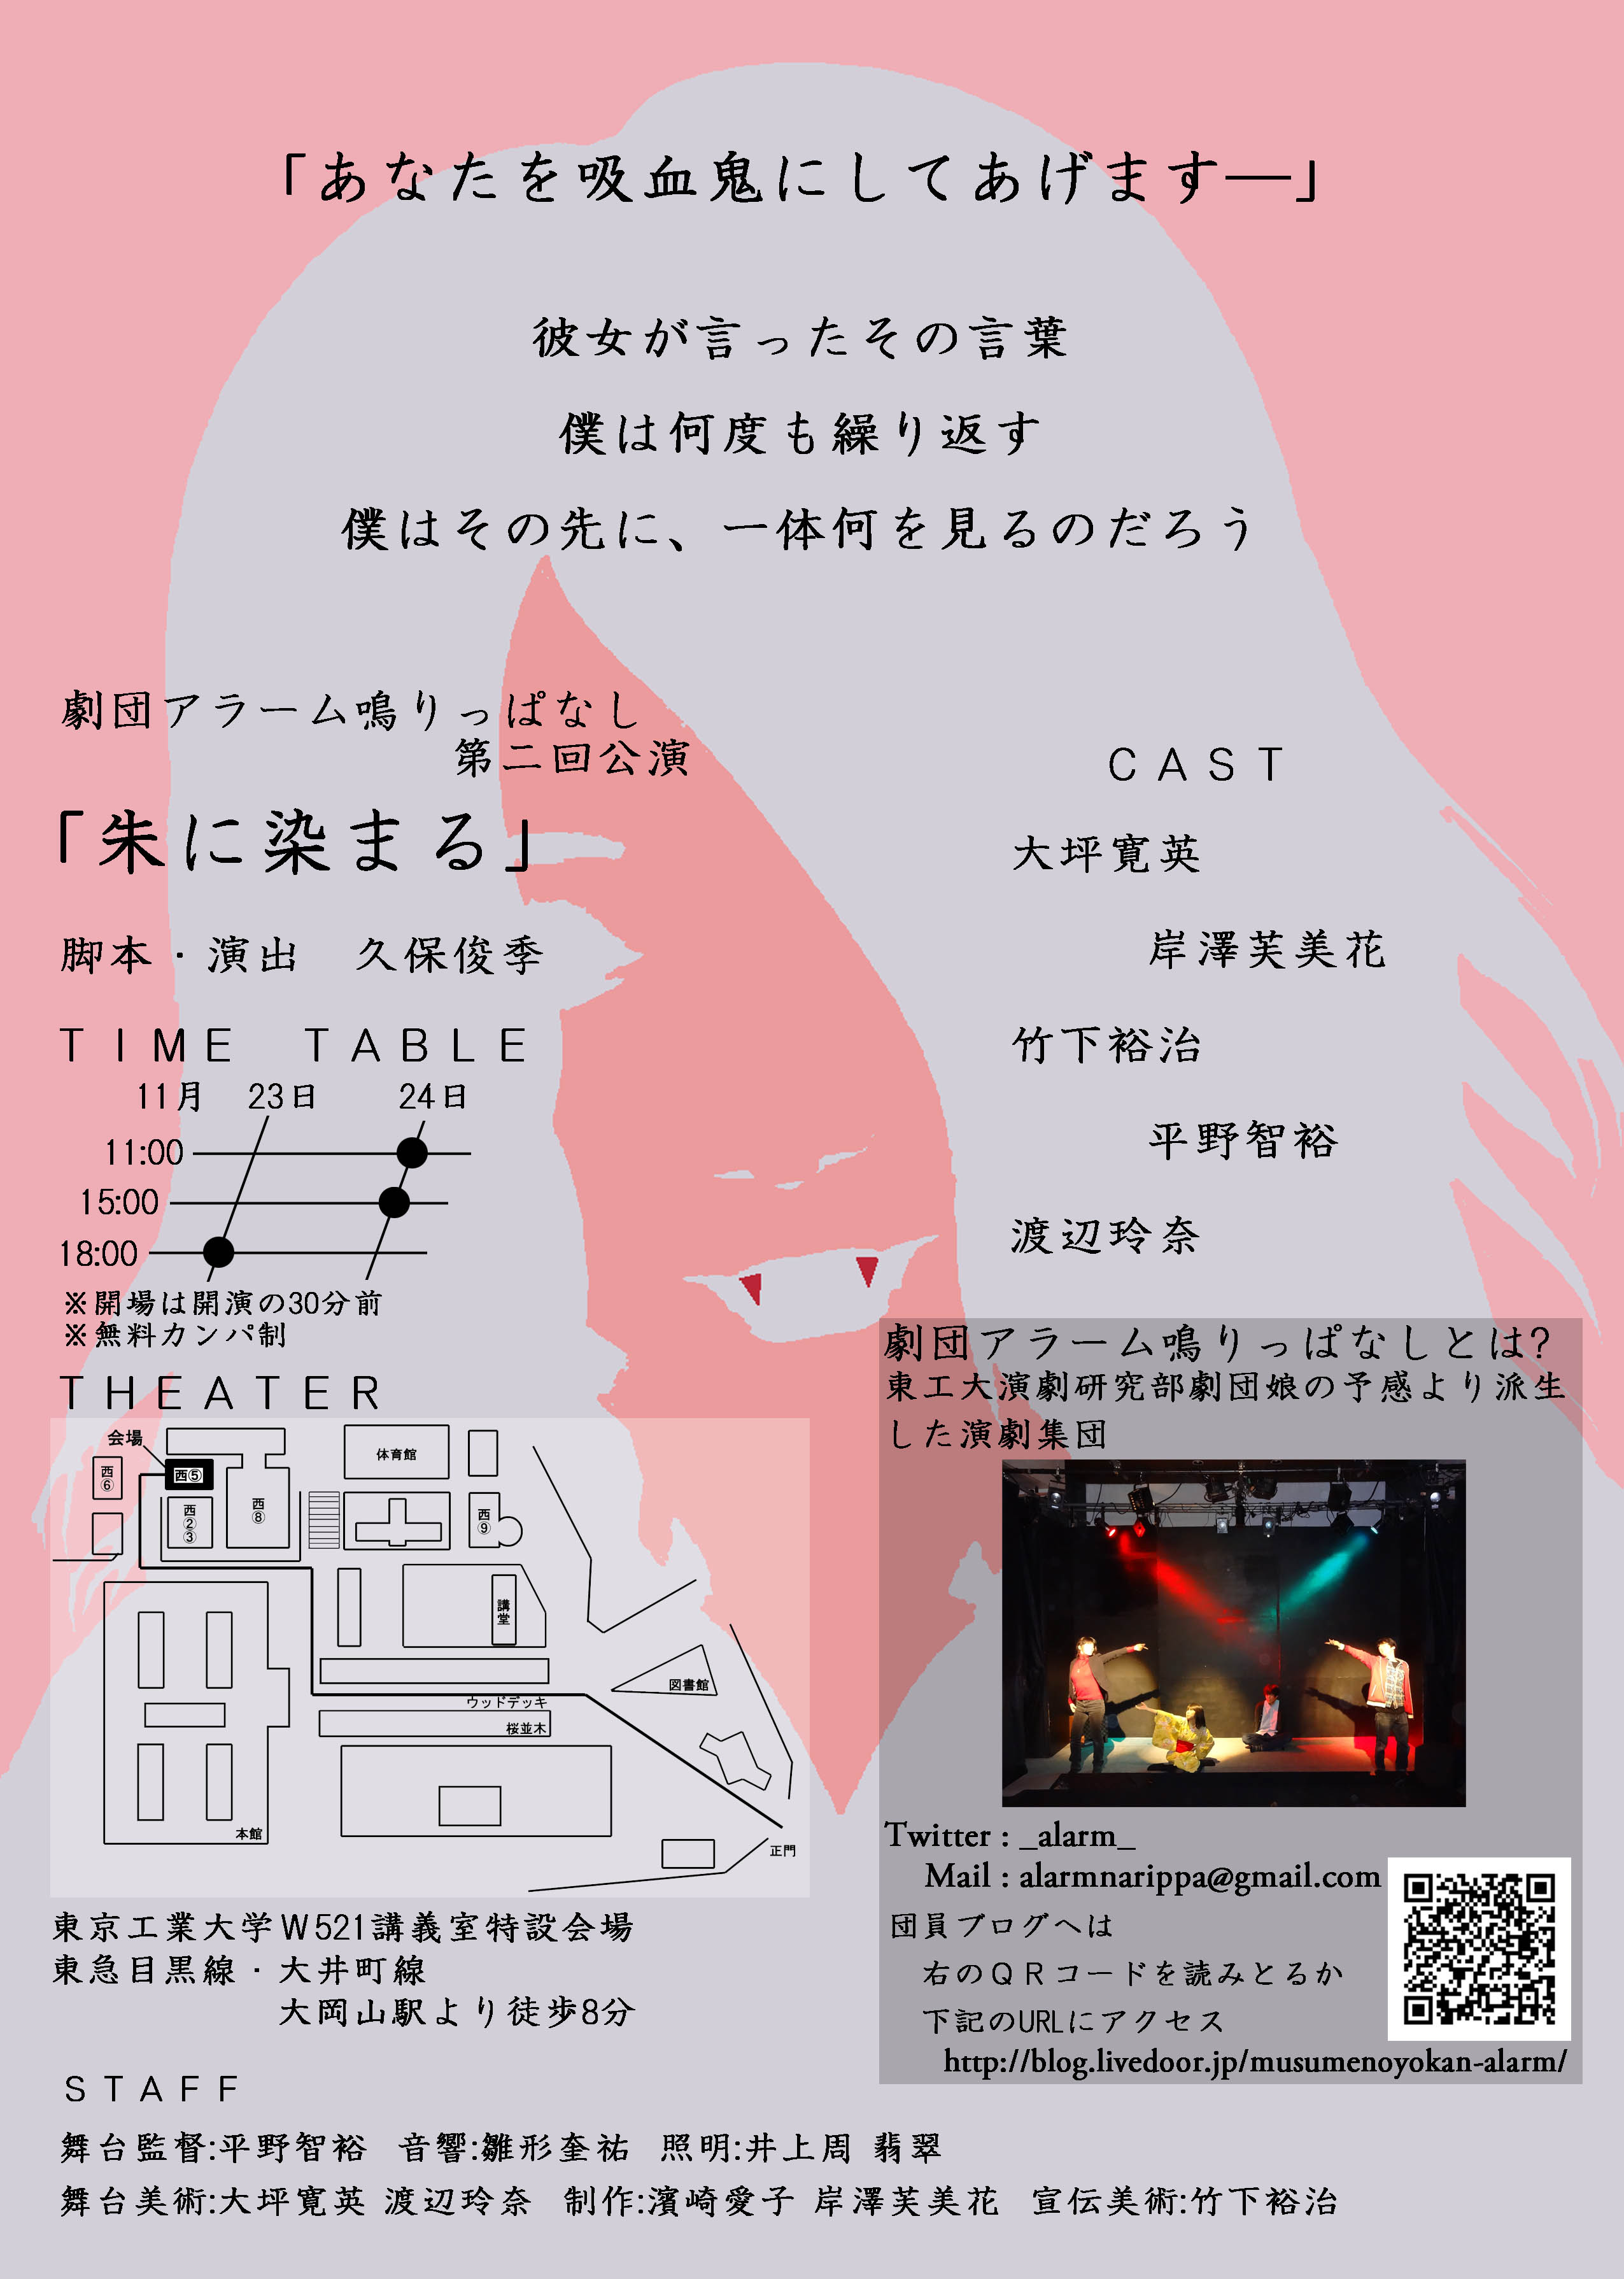 「あなたを吸血鬼にしてあげます―」
彼女が言ったその言葉
僕は何度も繰り返す
僕はその先に、一体何を見るのだろう
劇団アラーム鳴りっぱなし
第二回公演
「朱に染まる」
脚本・演出　久保俊季
TIME TABLE
11月 23日 24日
11:00
15:00
18:00
※開場は開演の30分前
※無料カンパ制
CAST
大坪寛英
岸澤芙美花
竹下裕治
平野智裕
渡辺玲奈
THEATER
会場
西⑤
西⑥
西②③
西⑧
体育館
西⑨
講堂
図書館
ウッドデッキ
桜並木
本館
正門
東京工業大学W521講義室特設会場
東急目黒線・大井町線
大岡山駅より徒歩8分
劇団アラーム鳴りっぱなしとは?
東工大演劇研究部劇団娘の予感より派生
した演劇集団
Twitter : _alarm_
Mail : alarmnarippa@gmail.com
団員ブログへは
右のQRコードを読みとるか
下記のURLにアクセス
http://blog.livedoor.jp/musumenoyokan-alarm/
STAFF
舞台監督:平野智裕 音響:雛形奎祐 照明:井上周 翡翠
舞台美術:大坪寛英 渡辺玲奈 制作:濱崎愛子 岸澤芙美花 宣伝美術:竹下裕治